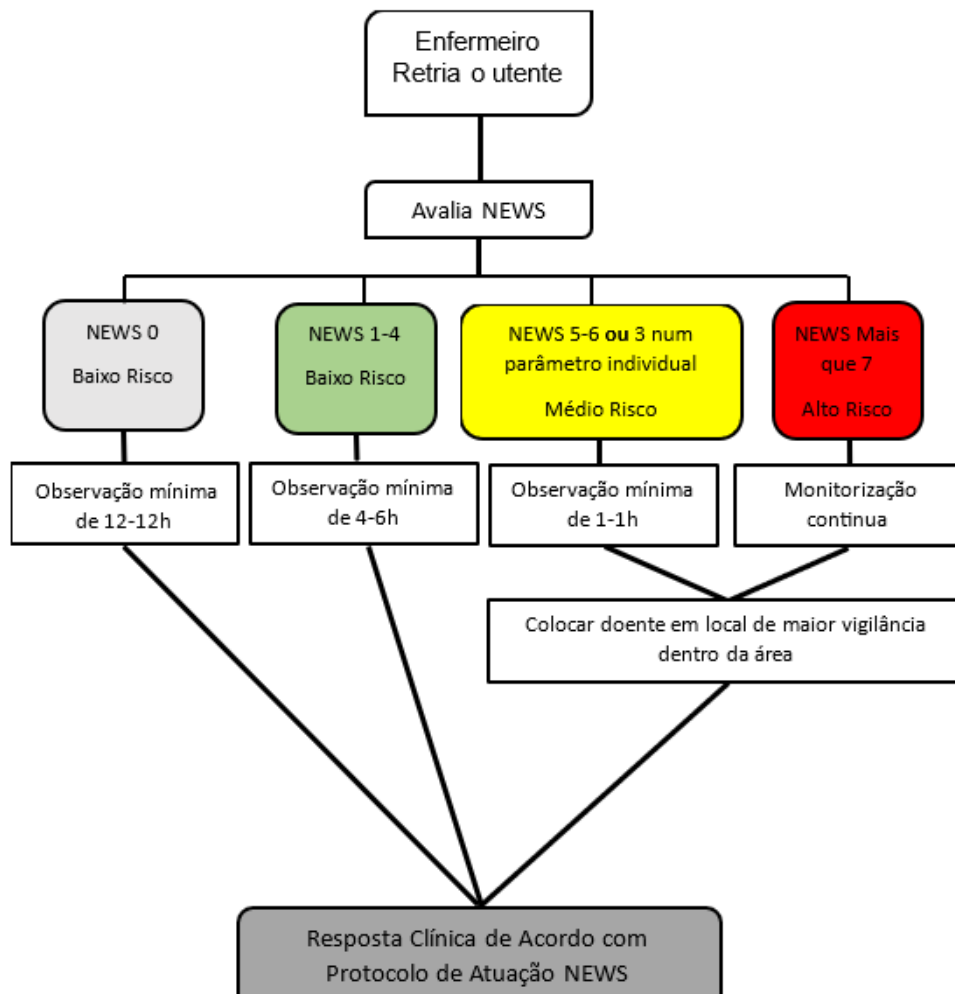 Enfermeiro
Retria o utente
Avalia NEWS
NEWS 0
Baixo Risco
NEWS 1-4
Baixo Risco
NEWS 5-6 ou 3 num
parâmetro individual
Médio Risco
NEWS Mais
que 7
Alto Risco
Observação mínima
de 12-12h
Observação mínima
de 4-6h
Observação mínima
de 1-1h
Monitorização
continua
Colocar doente em local de maior vigilância
dentro da área
Resposta Clínica de Acordo com
Protocolo de Atuação NEWS